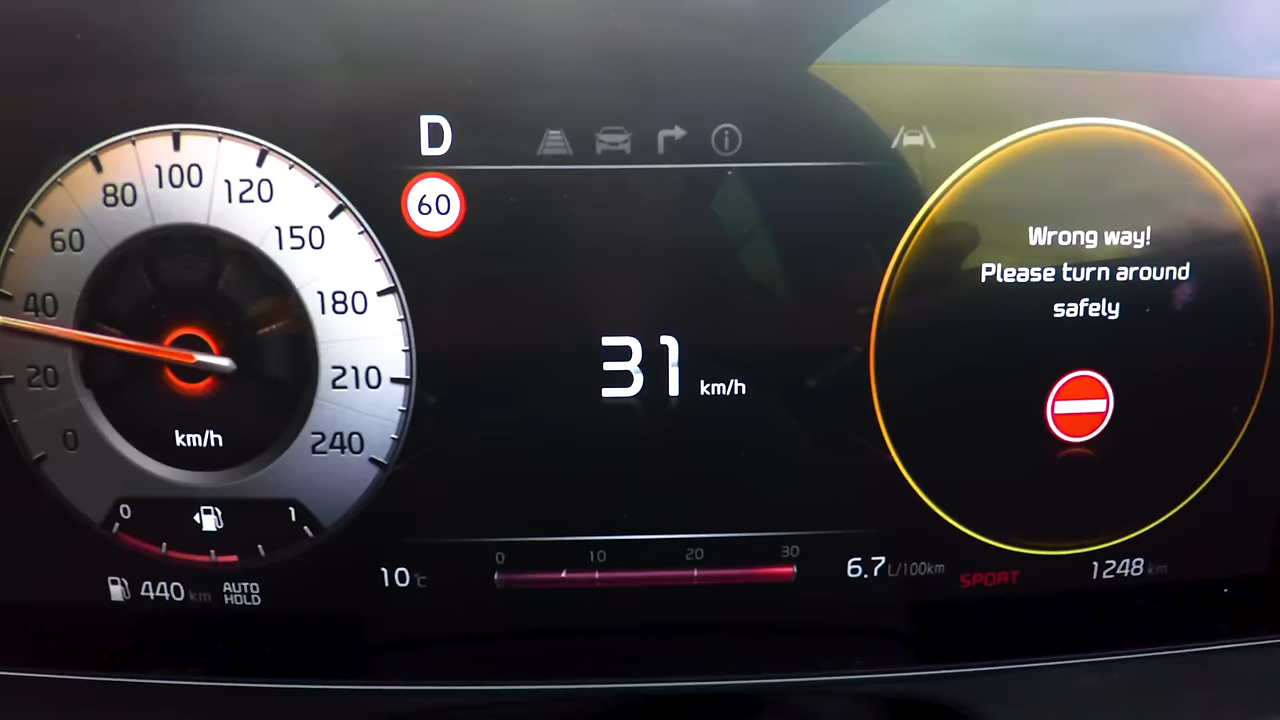 D
60
0
20
40
60
80
100
120
150
180
210
240
km/h
0
1
440 km
AUTO
HOLD
31 km/h
Wrong way!
Please turn around
safely
0
10
20
30
10 °C
6.7 L/100km
SPORT
1248 km